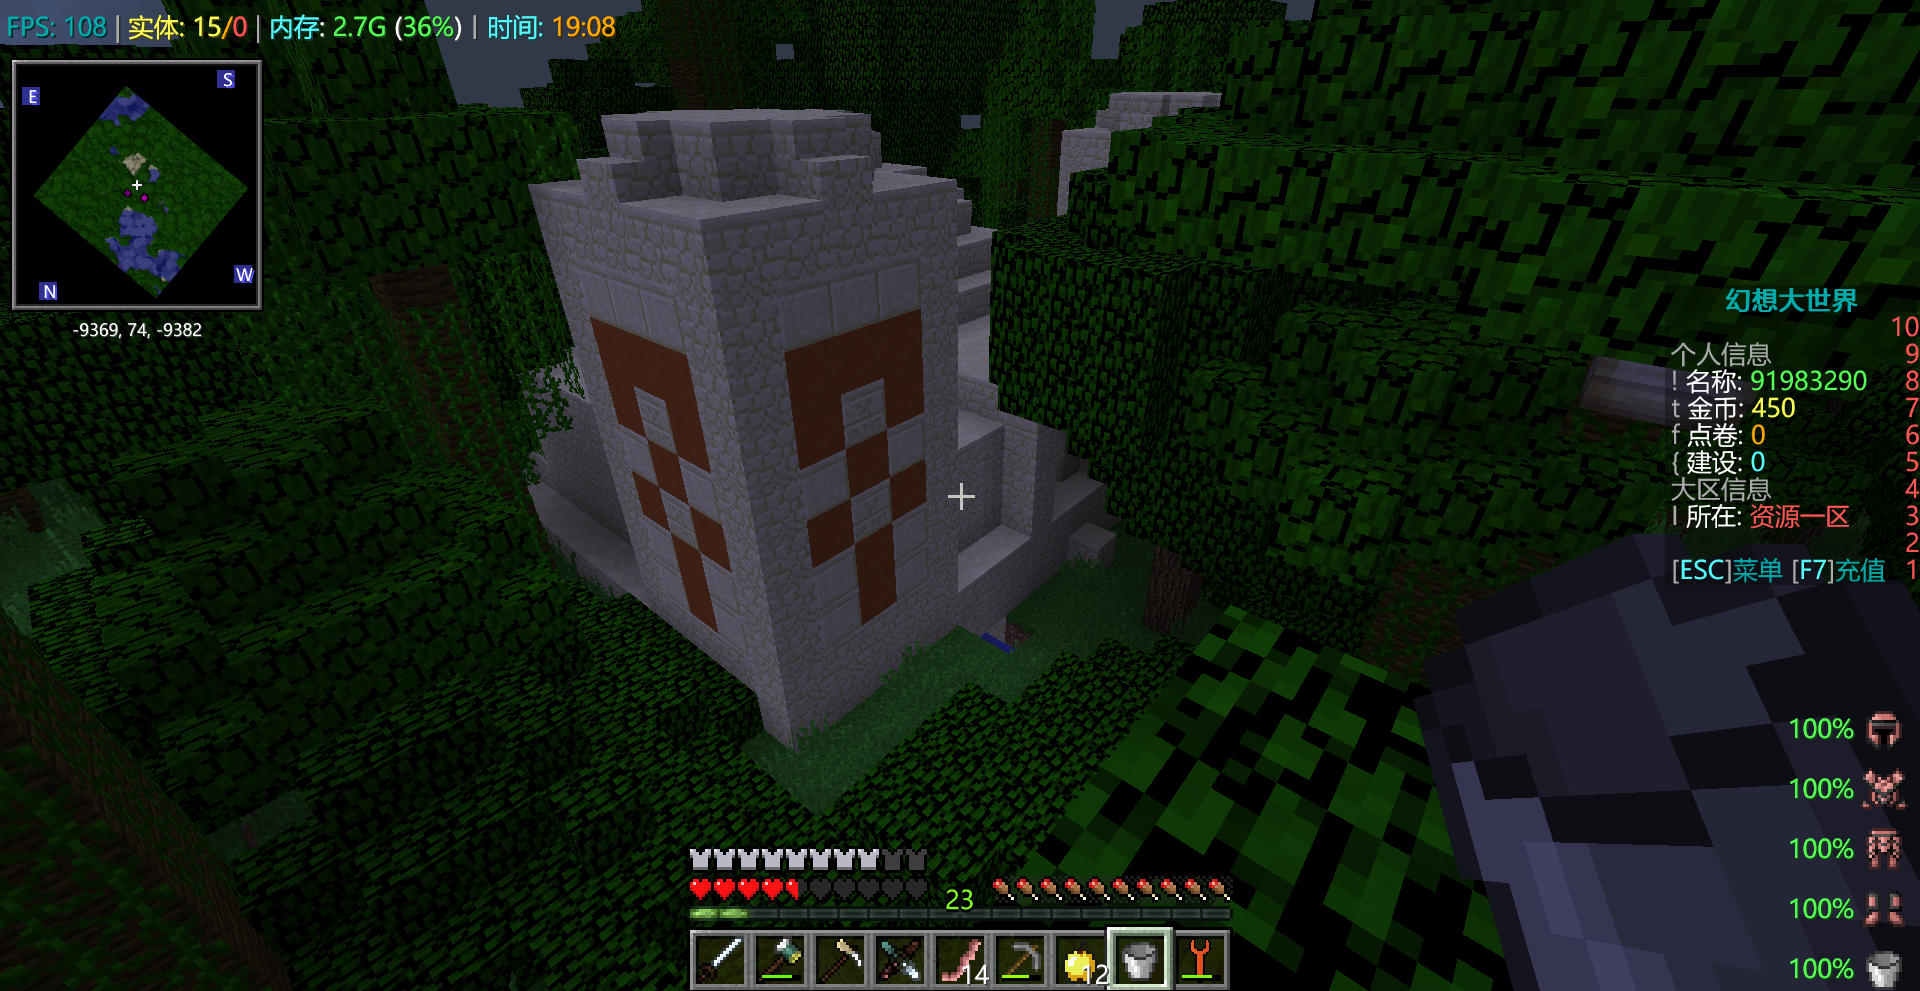 FPS: 108 | 实体: 15/0 | 内存: 2.7G (36%) | 时间: 19:08
S
E
W
N
-9369, 74, -9382
幻想大世界
10
个人信息 9
! 名称: 91983290 8
t 金币: 450 7
f 点卷: 0 6
{ 建设: 0 5
大区信息 4
l 所在: 资源一区 3
2
[ESC]菜单 [F7]充值 1
100%
100%
100%
100%
100%
23
14
12